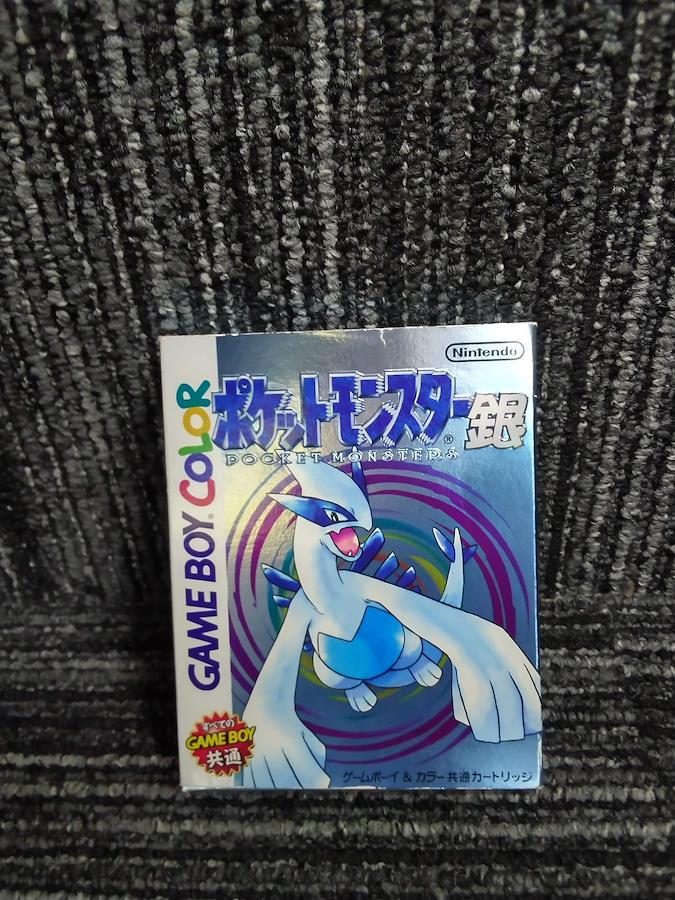 Nintendo
ポケットモンスター銀
POCKET MONSTERS
GAME BOY COLOR
すべての
GAME BOY
共通
ゲームボーイ & カラー共通カートリッジ